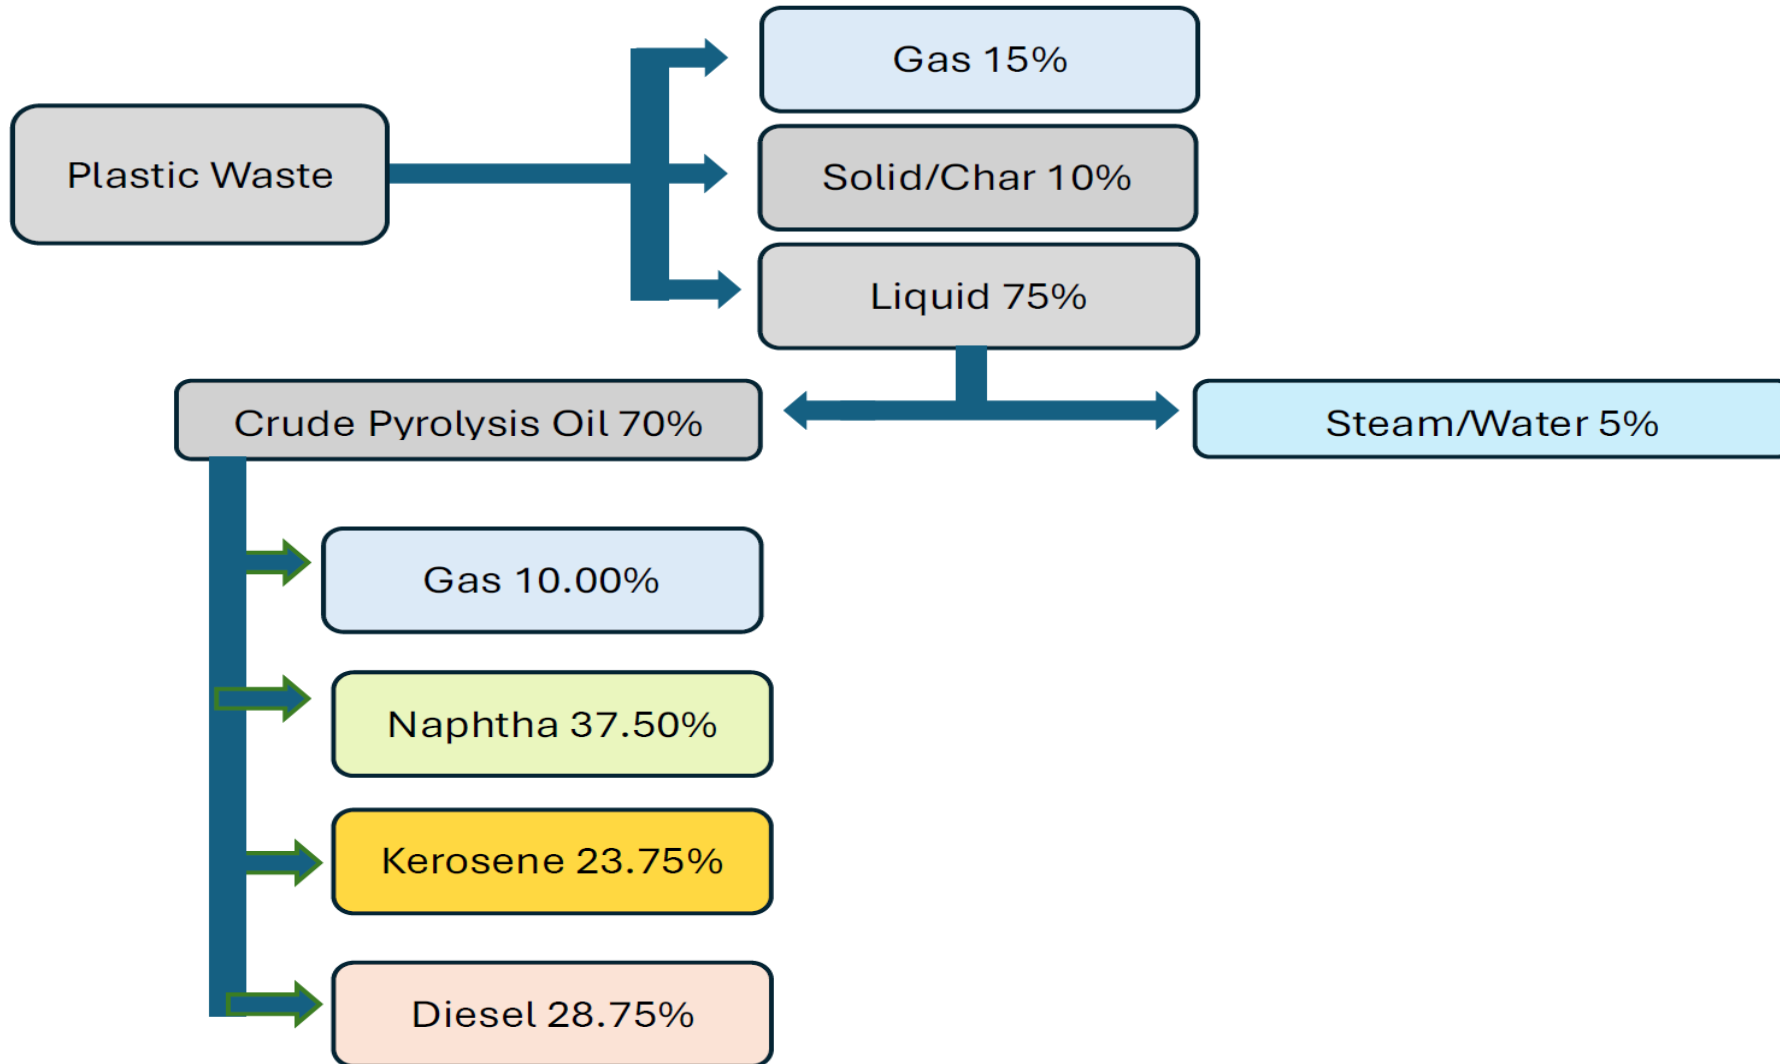 Gas 15%
Plastic Waste
Solid/Char 10%
Liquid 75%
Crude Pyrolysis Oil 70%
Steam/Water 5%
Gas 10.00%
Naphtha 37.50%
Kerosene 23.75%
Diesel 28.75%